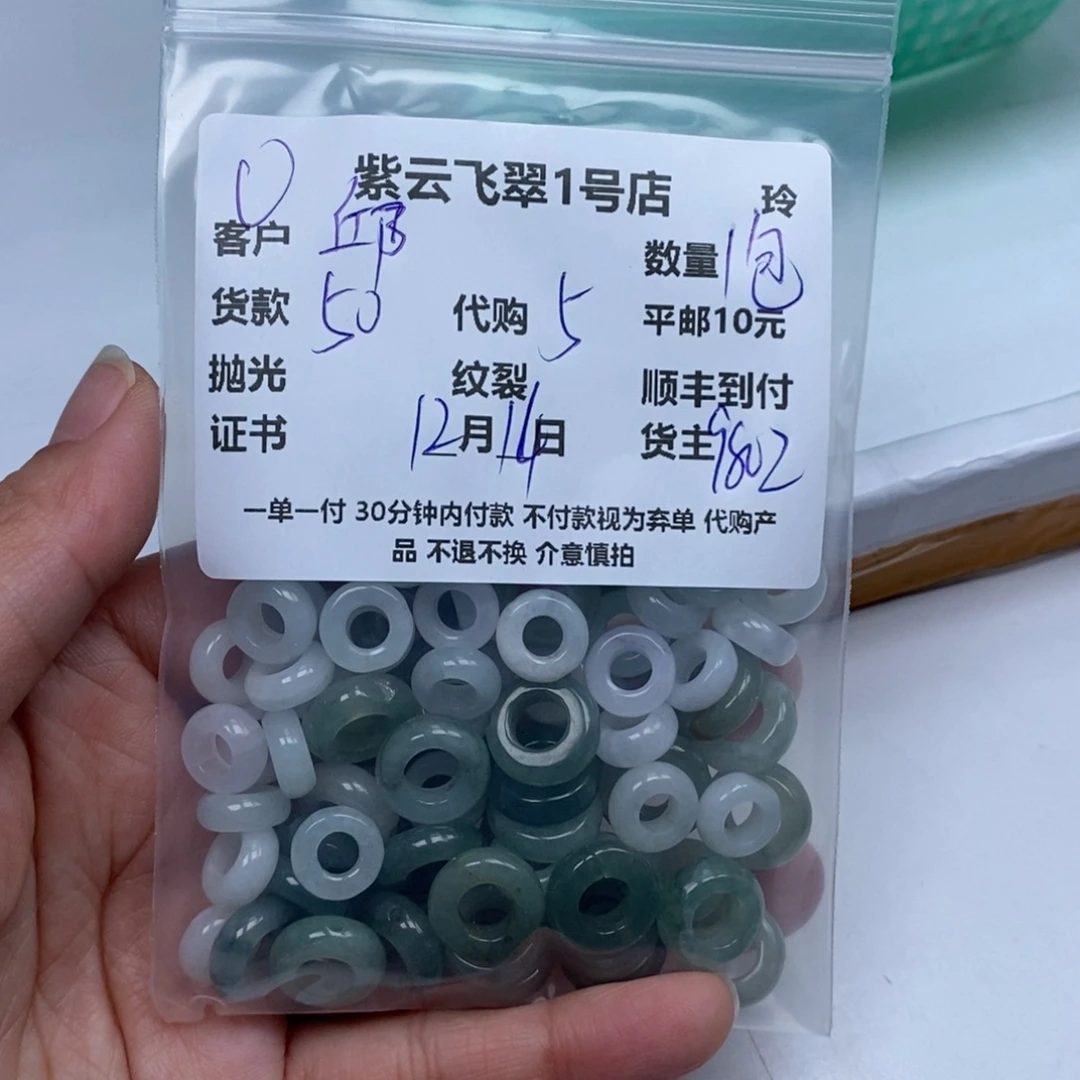 紫云飞翠1号店 玲
客户 邱 数量 1包
货款 50 代购 5 平邮10元
抛光 纹裂 顺丰到付
证书 12月14日 货主 9802
一单一付 30分钟内付款 不付款视为弃单 代购产
品 不退不换 介意慎拍